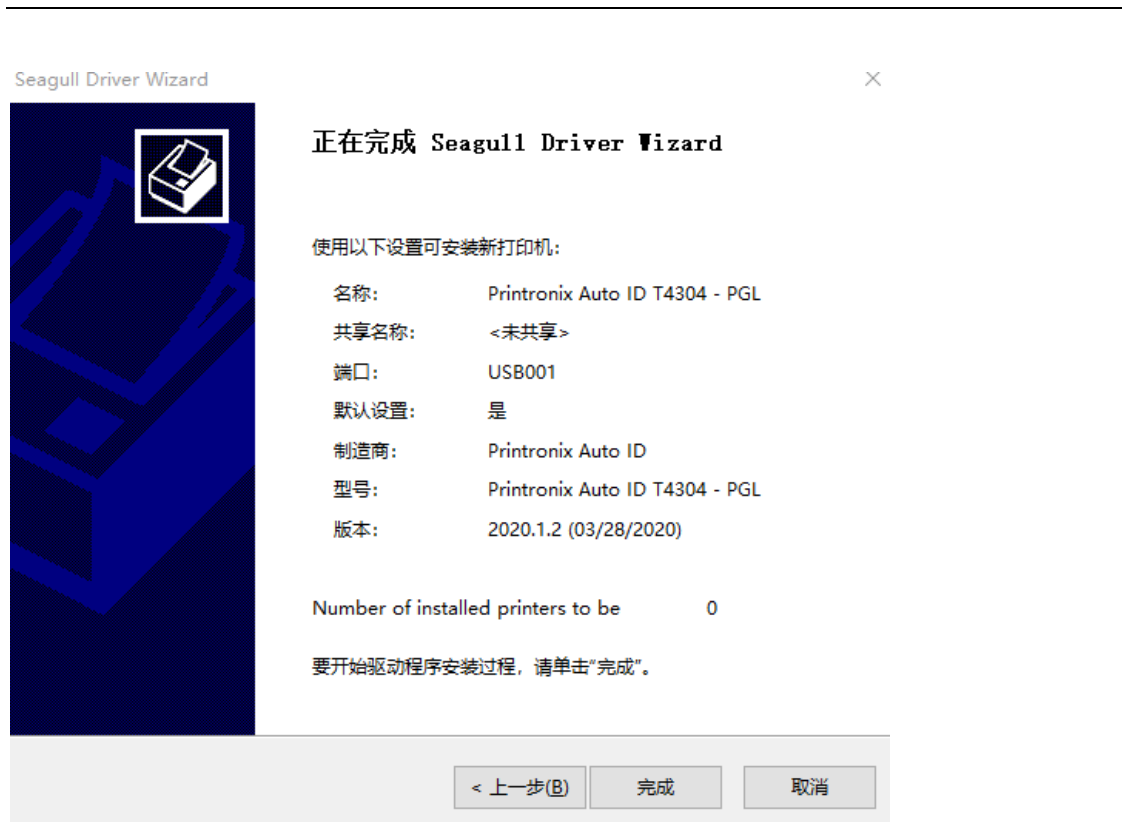 Seagull Driver Wizard
正在完成 Seagull Driver Wizard
使用以下设置可安装新打印机：
名称： Printronix Auto ID T4304 - PGL
共享名称： <未共享>
端口： USB001
默认设置： 是
制造商： Printronix Auto ID
型号： Printronix Auto ID T4304 - PGL
版本： 2020.1.2 (03/28/2020)
Number of installed printers to be 0
要开始驱动程序安装过程，请单击“完成”。
< 上一步(B) 完成 取消